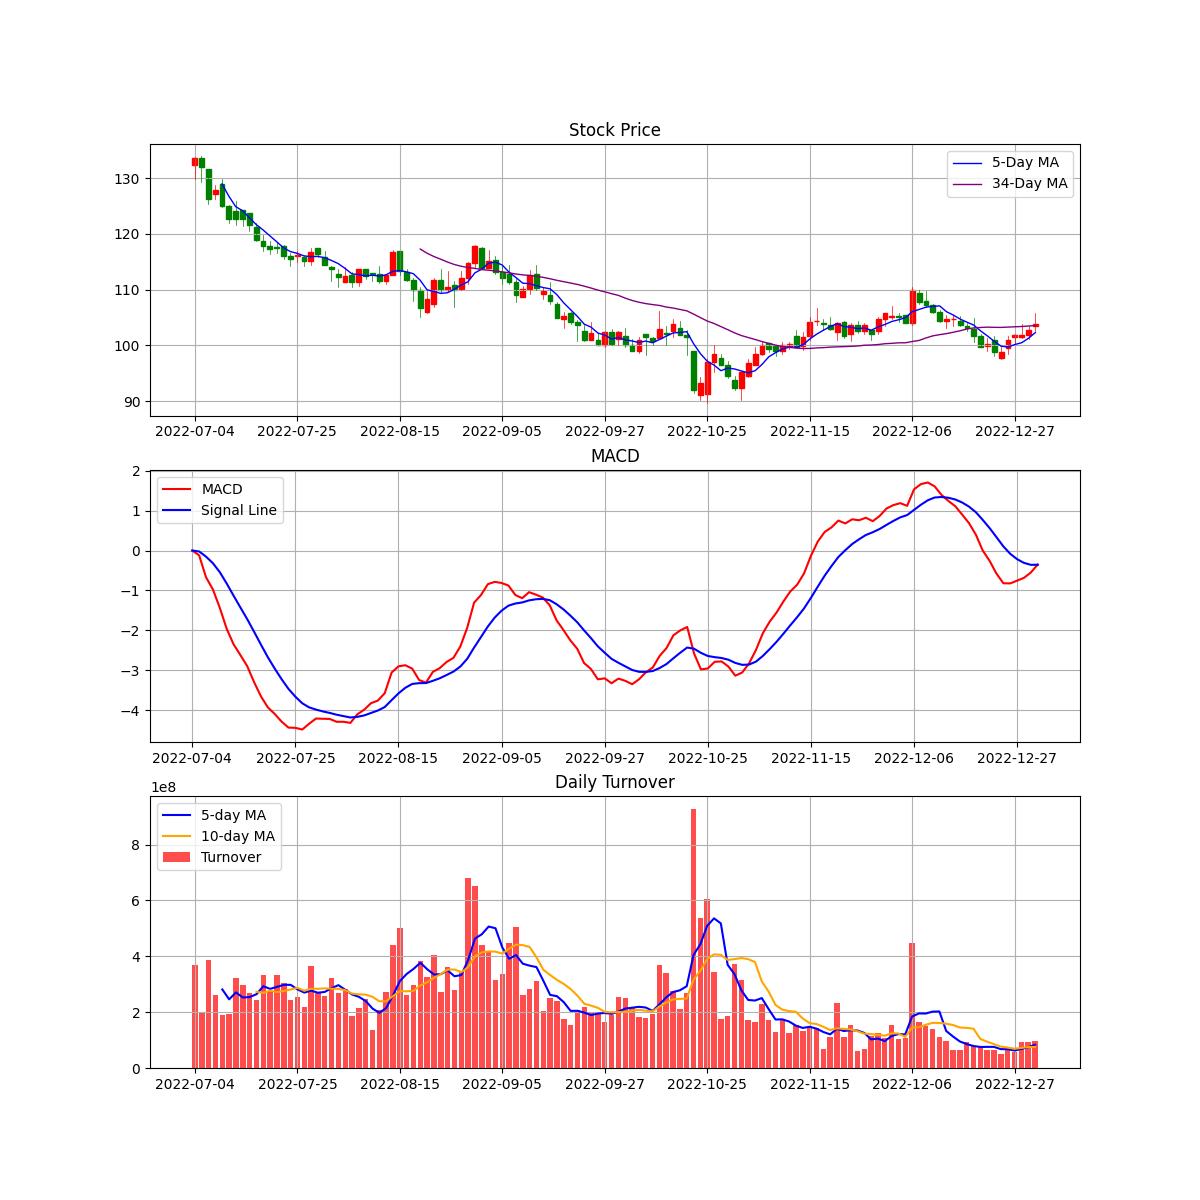 Stock Price
5-Day MA
34-Day MA
130
120
110
100
90
2022-07-04 2022-07-25 2022-08-15 2022-09-05 2022-09-27 2022-10-25 2022-11-15 2022-12-06 2022-12-27
MACD
MACD
Signal Line
2
1
0
−1
−2
−3
−4
2022-07-04 2022-07-25 2022-08-15 2022-09-05 2022-09-27 2022-10-25 2022-11-15 2022-12-06 2022-12-27
Daily Turnover
1e8
5-day MA
10-day MA
Turnover
8
6
4
2
0
2022-07-04 2022-07-25 2022-08-15 2022-09-05 2022-09-27 2022-10-25 2022-11-15 2022-12-06 2022-12-27